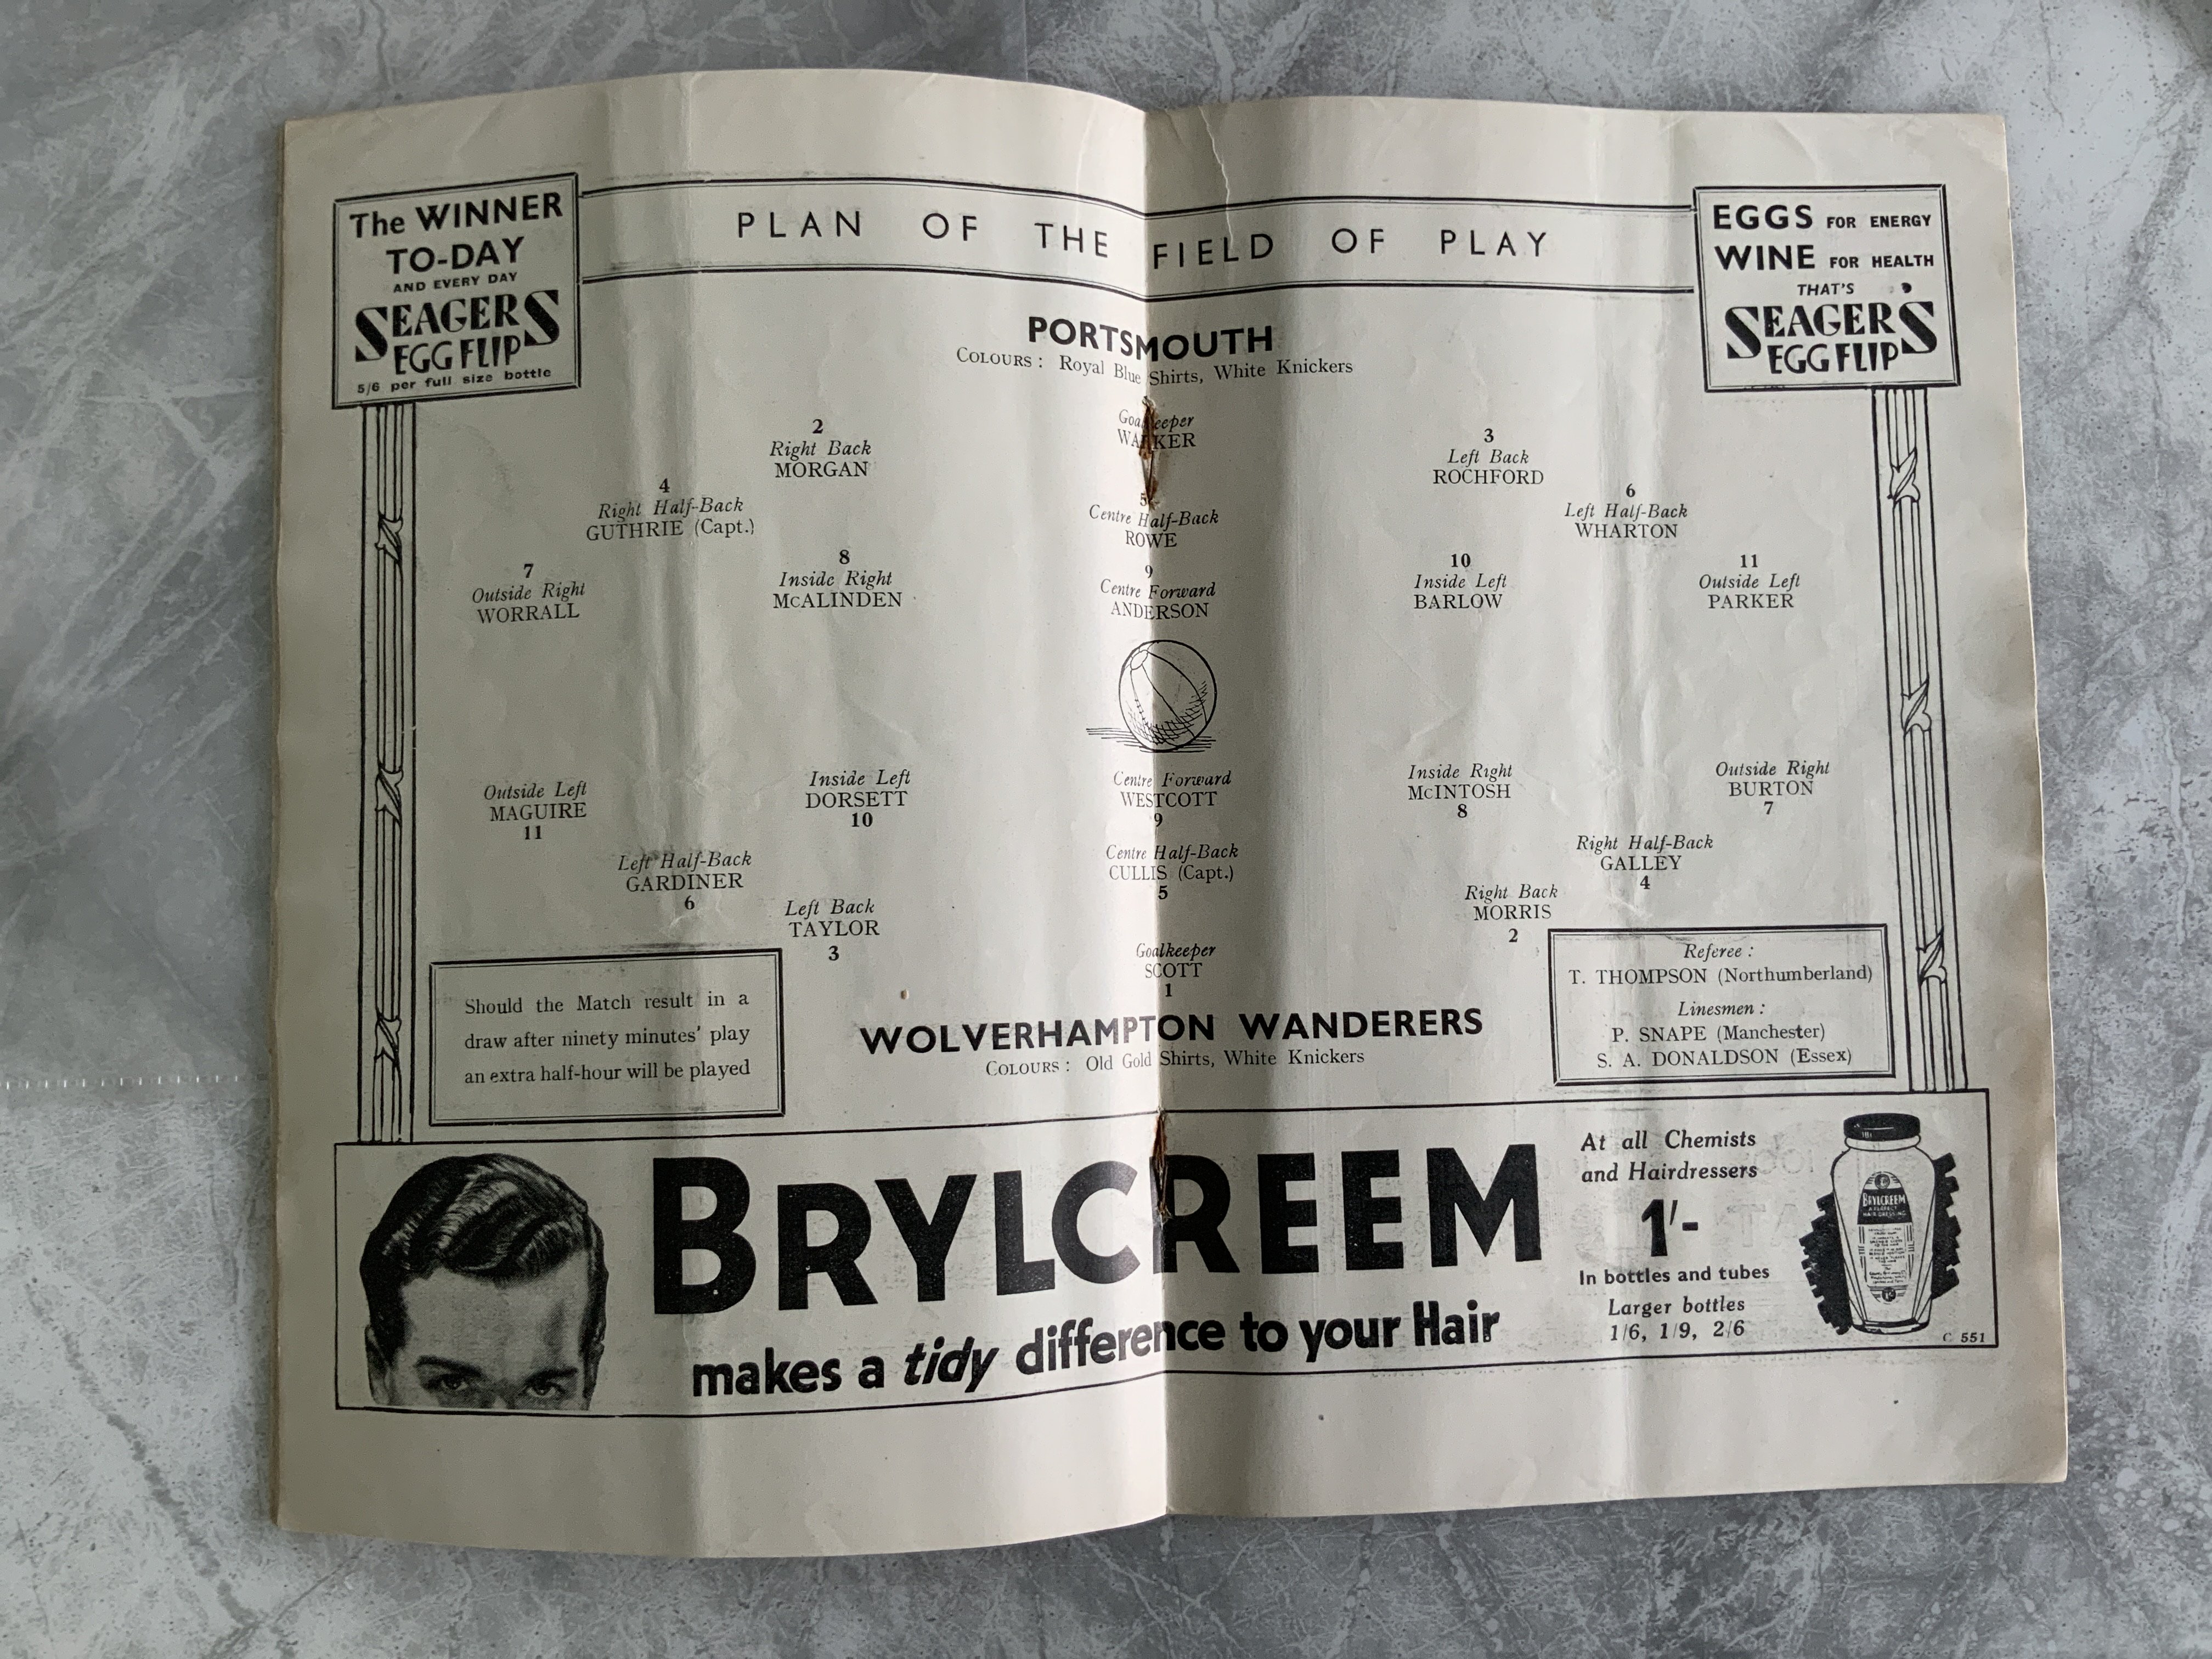 The WINNER
TO-DAY
AND EVERY DAY
SEAGERS
EGG FLIP
5/6 per full size bottle
PLAN OF THE FIELD OF PLAY
EGGS FOR ENERGY
WINE FOR HEALTH
THAT'S
SEAGER'S
EGG FLIP
PORTSMOUTH
COLOURS : Royal Blue Shirts, White Knickers
Goalkeeper
WALKER
2
Right Back
MORGAN
3
Left Back
ROCHFORD
4
Right Half-Back
GUTHRIE (Capt.)
5
Centre Half-Back
ROWE
6
Left Half-Back
WHARTON
7
Outside Right
WORRALL
8
Inside Right
McALINDEN
9
Centre Forward
ANDERSON
10
Inside Left
BARLOW
11
Outside Left
PARKER
Outside Left
MAGUIRE
11
Inside Left
DORSETT
10
Centre Forward
WESTCOTT
9
Inside Right
McINTOSH
8
Outside Right
BURTON
7
Left Half-Back
GARDINER
6
Centre Half-Back
CULLIS (Capt.)
5
Right Half-Back
GALLEY
4
Left Back
TAYLOR
3
Right Back
MORRIS
2
Goalkeeper
SCOTT
1
WOLVERHAMPTON WANDERERS
COLOURS : Old Gold Shirts, White Knickers
Should the Match result in a
draw after ninety minutes' play
an extra half-hour will be played
Referee :
T. THOMPSON (Northumberland)
Linesmen :
P. SNAPE (Manchester)
S. A. DONALDSON (Essex)
BRYLCREEM
makes a tidy difference to your Hair
At all Chemists
and Hairdressers
1/-
In bottles and tubes
Larger bottles
1/6, 1/9, 2/6
BRYLCREEM
A PERFECT
HAIR DRESSING
C 551